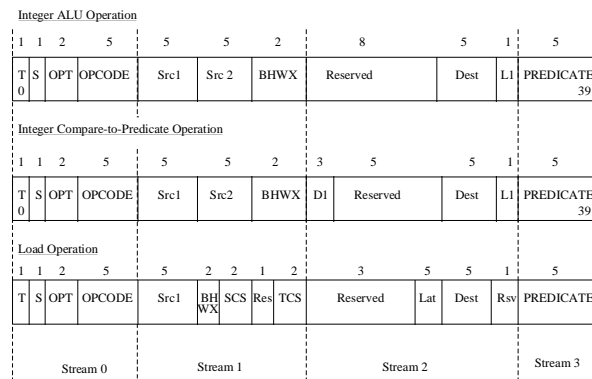 Integer ALU Operation
1 1 2 5 5 5 2 8 5 1 5
T 0 S OPT OPCODE Src1 Src 2 BHWX Reserved Dest L1 PREDICATE 39
Integer Compare-to-Predicate Operation
1 1 2 5 5 5 2 3 5 5 1 5
T 0 S OPT OPCODE Src1 Src2 BHWX D1 Reserved Dest L1 PREDICATE 39
Load Operation
1 1 2 5 5 2 2 1 2 3 5 5 1 5
T S OPT OPCODE Src1 BH WX SCS Res TCS Reserved Lat Dest Rsv PREDICATE
Stream 0 Stream 1 Stream 2 Stream 3